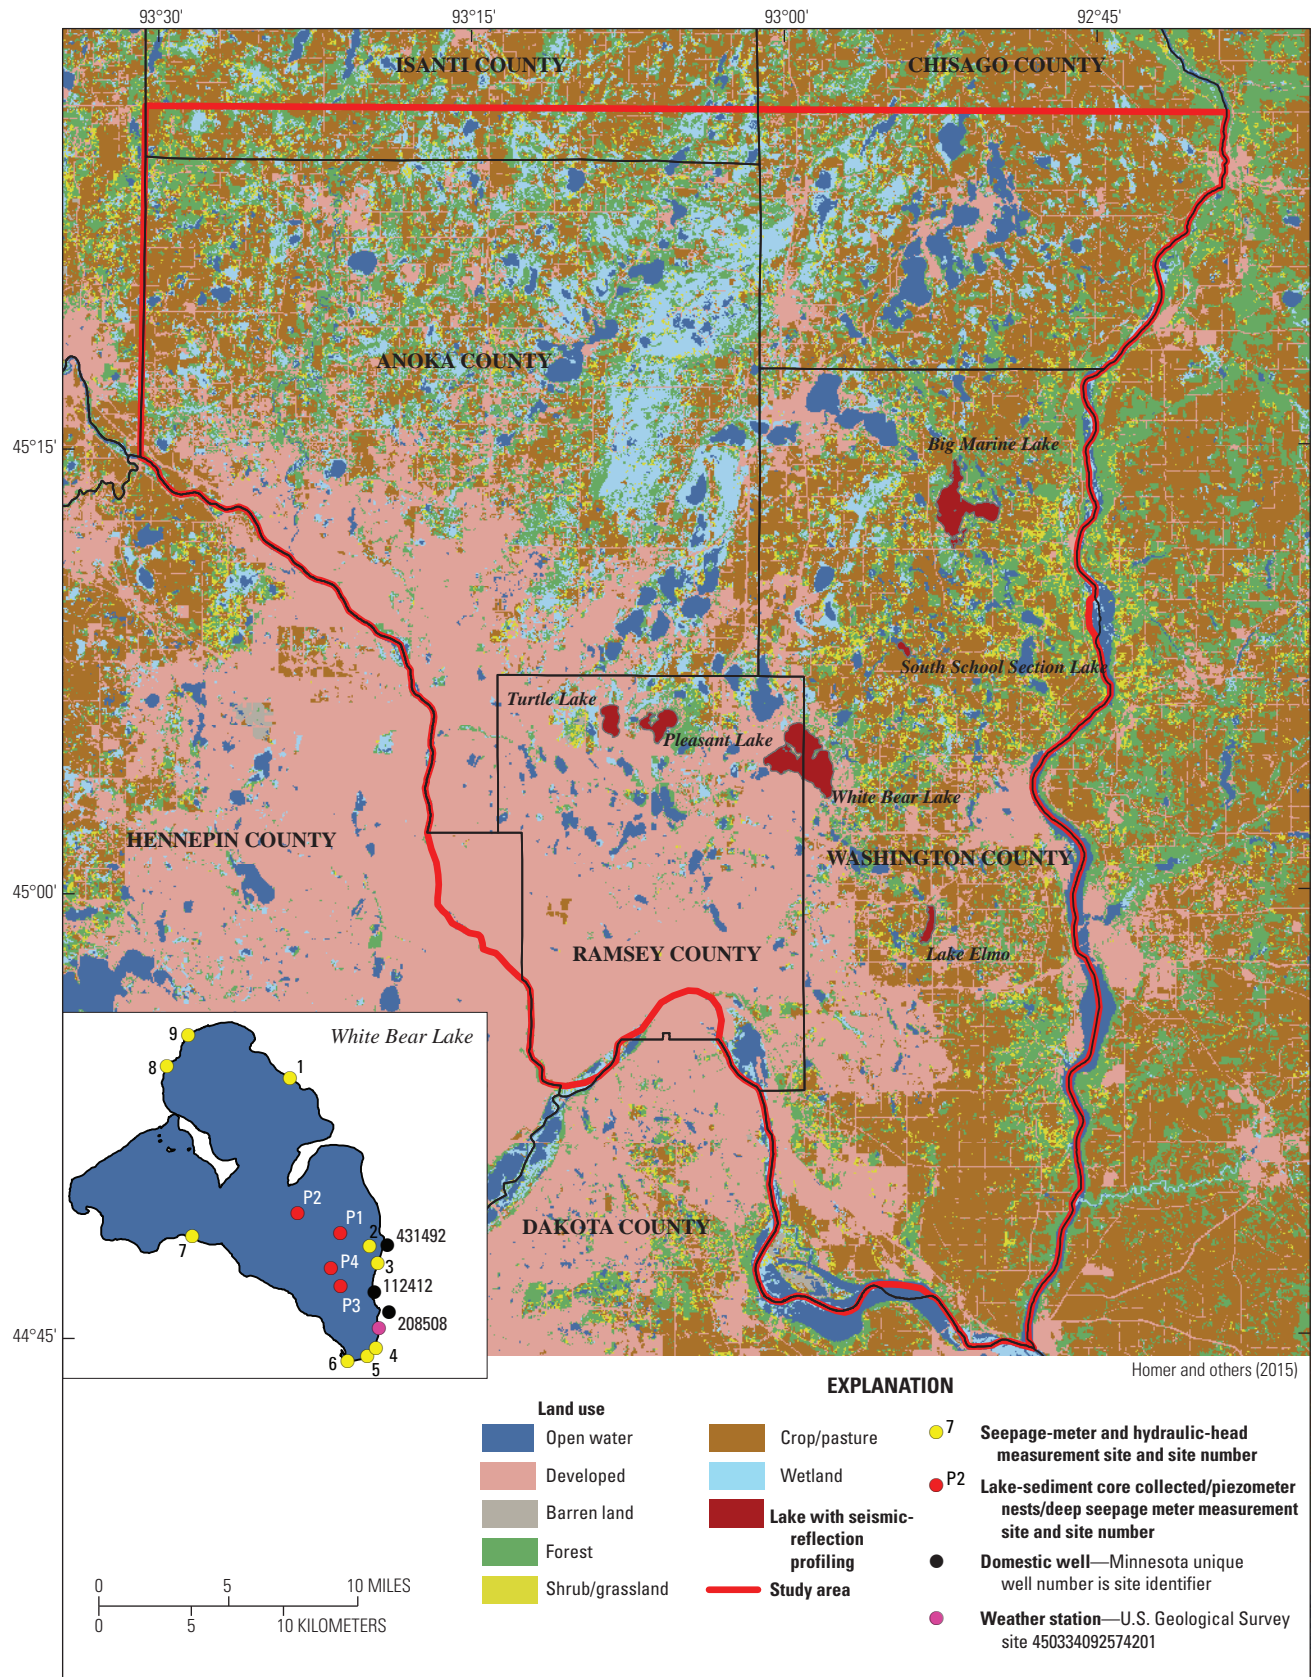 93°30'
93°15'
93°00'
92°45'
ISANTI COUNTY
CHISAGO COUNTY
ANOKA COUNTY
45°15'
Big Marine Lake
South School Section Lake
Turtle Lake
Pleasant Lake
White Bear Lake
HENNEPIN COUNTY
WASHINGTON COUNTY
45°00'
RAMSEY COUNTY
Lake Elmo
DAKOTA COUNTY
44°45'
White Bear Lake
9
8
1
P2
P1
2
431492
7
3
P4
112412
P3
208508
4
6
5
Homer and others (2015)
EXPLANATION
Land use
Open water
Developed
Barren land
Forest
Shrub/grassland
Crop/pasture
Wetland
Lake with seismic-
reflection
profiling
Study area
7
Seepage-meter and hydraulic-head
measurement site and site number
P2
Lake-sediment core collected/piezometer
nests/deep seepage meter measurement
site and site number
Domestic well—Minnesota unique
well number is site identifier
Weather station—U.S. Geological Survey
site 450334092574201
0 5 10 MILES
0 5 10 KILOMETERS